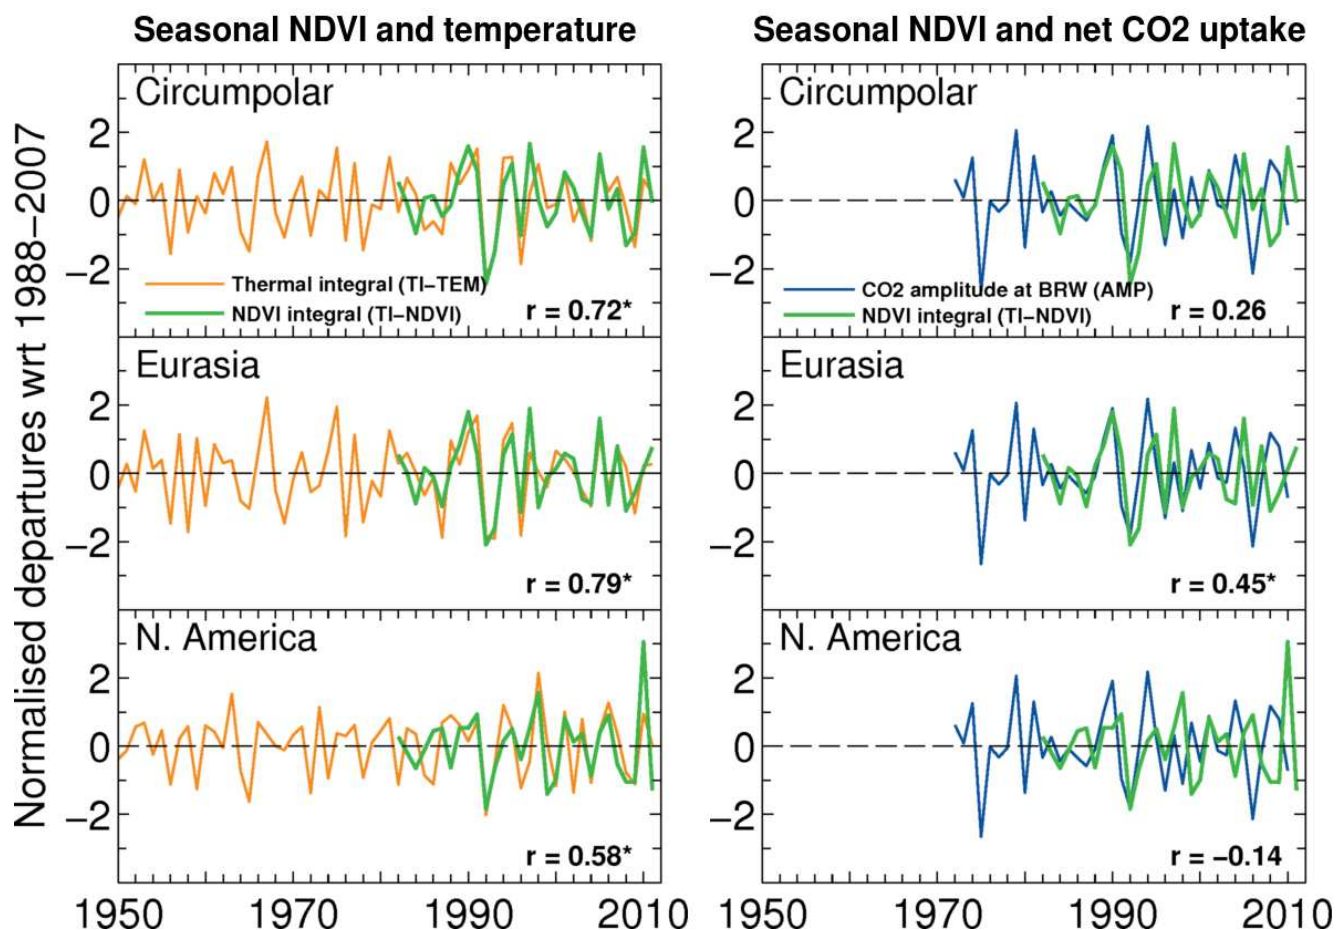 Seasonal NDVI and temperature
Seasonal NDVI and net CO2 uptake
Normalised departures wrt 1988–2007
Circumpolar
2
0
−2
Thermal integral (TI−TEM)
NDVI integral (TI−NDVI)
r = 0.72*
Eurasia
2
0
−2
r = 0.79*
N. America
2
0
−2
r = 0.58*
1950 1970 1990 2010
Circumpolar
2
0
−2
CO2 amplitude at BRW (AMP)
NDVI integral (TI−NDVI)
r = 0.26
Eurasia
2
0
−2
r = 0.45*
N. America
2
0
−2
r = −0.14
1950 1970 1990 2010